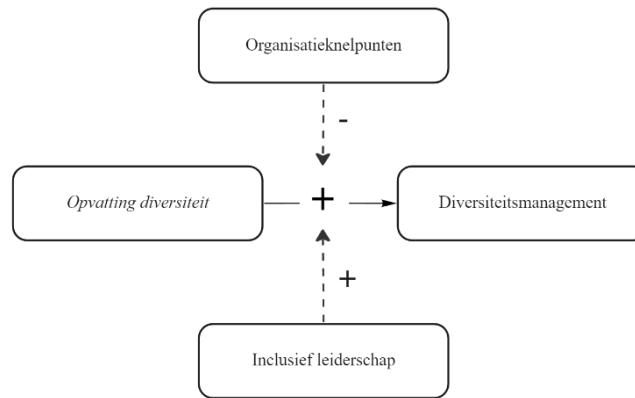 Organisatieknelpunten
-
Opvatting diversiteit
+
Diversiteitsmanagement
+
Inclusief leiderschap